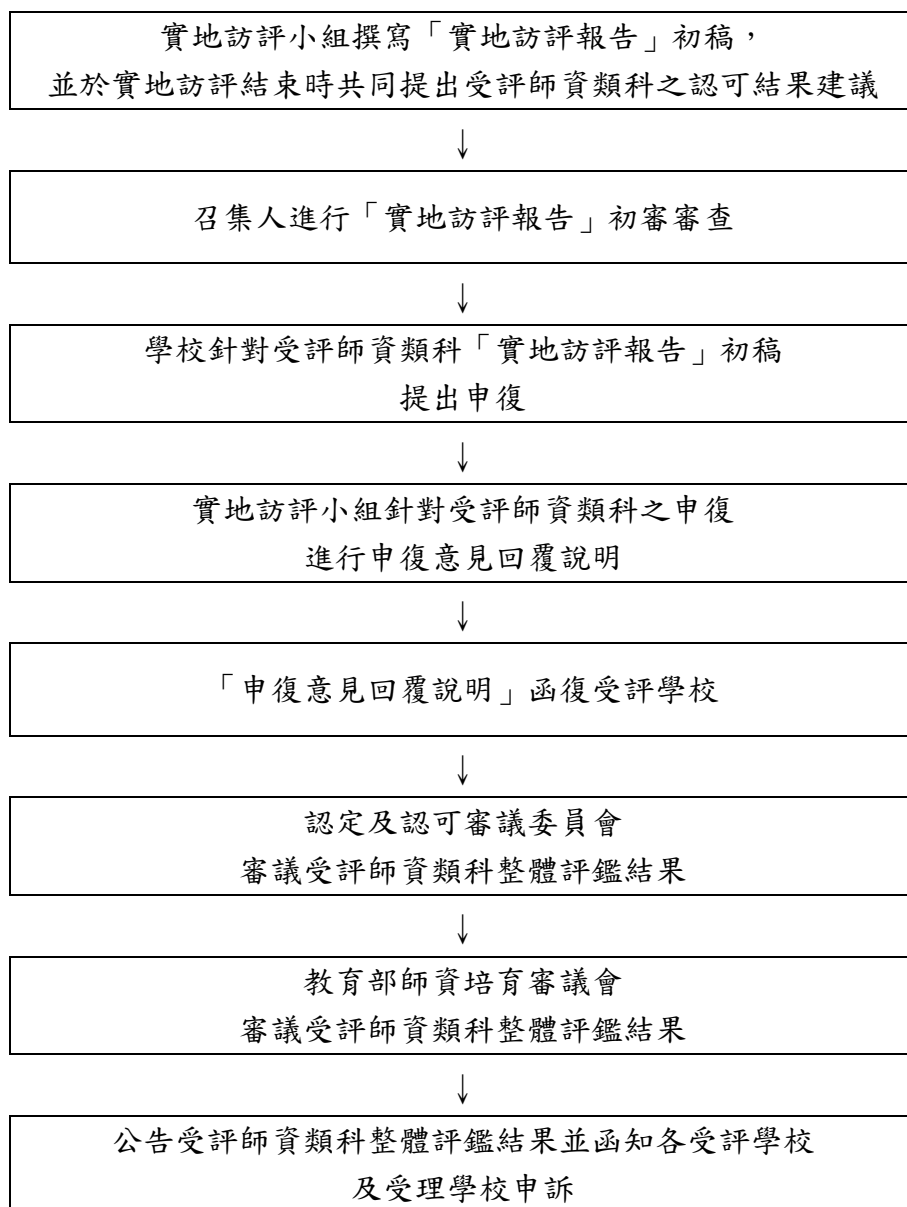 實地訪評小組撰寫「實地訪評報告」初稿，
並於實地訪評結束時共同提出受評師資類科之認可結果建議
↓
召集人進行「實地訪評報告」初審審查
↓
學校針對受評師資類科「實地訪評報告」初稿
提出申復
↓
實地訪評小組針對受評師資類科之申復
進行申復意見回覆說明
↓
「申復意見回覆說明」函復受評學校
↓
認定及認可審議委員會
審議受評師資類科整體評鑑結果
↓
教育部師資培育審議會
審議受評師資類科整體評鑑結果
↓
公告受評師資類科整體評鑑結果並函知各受評學校
及受理學校申訴